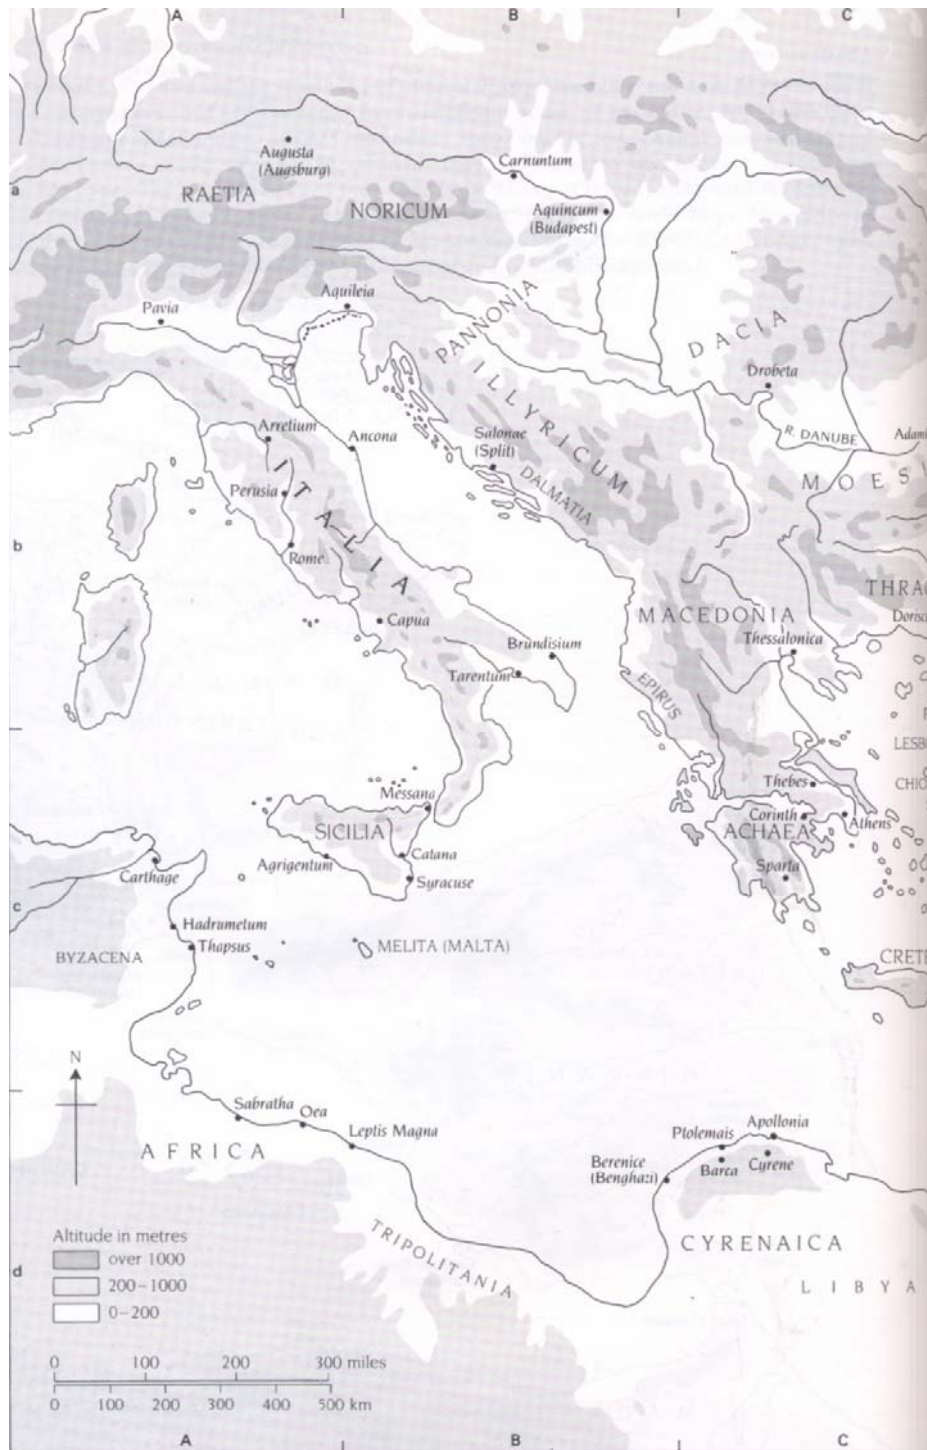 A B C
a
Augusta
(Augsburg)
Carnuntum
RAETIA
NORICUM
Aquincum
(Budapest)
Aquileia
Pavia
PANNONIA
DACIA
Drobeta
ILLYRICUM
Arretium
Ancona
Salonae
(Split)
R. DANUBE
Adam
DALMATIA
MOES
Perusia
ITALIA
b
Rome
THRAC
MACEDONIA
Doris
Capua
Thessalonica
Brundisium
Tarentum
EPIRUS
LESB
Thebes
CHIO
Messana
SICILIA
Corinth
Athens
ACHAEA
Catana
Carthage
Agrigentum
Sparta
Syracuse
c
Hadrumetum
Thapsus
MELITA (MALTA)
BYZACENA
CRETE
N
Sabratha
Oea
Leptis Magna
Apollonia
Ptolemais
AFRICA
Berenice
(Benghazi)
Barca
Cyrene
TRIPOLITANIA
CYRENAICA
LIBYA
Altitude in metres
over 1000
d
200–1000
0–200
0 100 200 300 miles
0 100 200 300 400 500 km
A B C